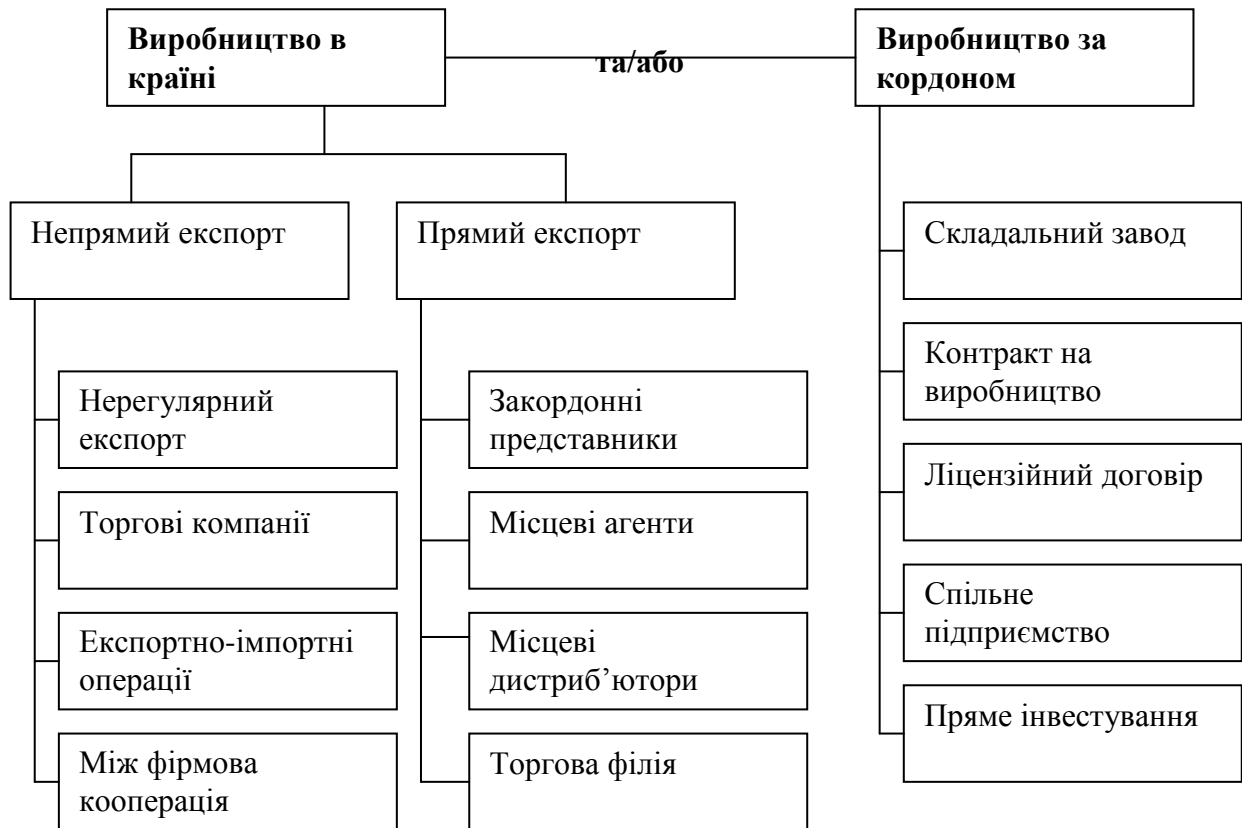 Виробництво в
країні
та/або
Виробництво за
кордоном
Непрямий експорт
Прямий експорт
Складальний завод
Контракт на
виробництво
Нерегулярний
експорт
Закордонні
представники
Ліцензійний договір
Торгові компанії
Місцеві агенти
Спільне
підприємство
Експортно-імпортні
операції
Місцеві
дистриб’ютори
Пряме інвестування
Між фірмова
кооперація
Торгова філія